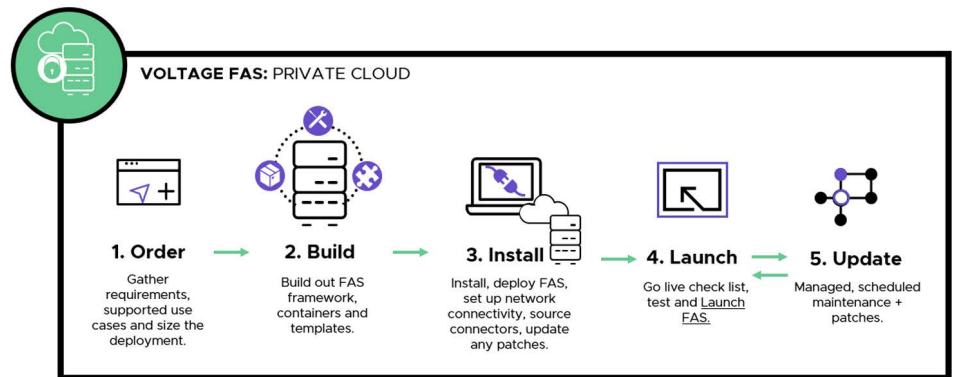 VOLTAGE FAS: PRIVATE CLOUD
1. Order
Gather
requirements,
supported use
cases and size the
deployment.
2. Build
Build out FAS
framework,
containers and
templates.
3. Install
Install, deploy FAS,
set up network
connectivity, source
connectors, update
any patches.
4. Launch
Go live check list,
test and Launch
FAS.
5. Update
Managed, scheduled
maintenance +
patches.